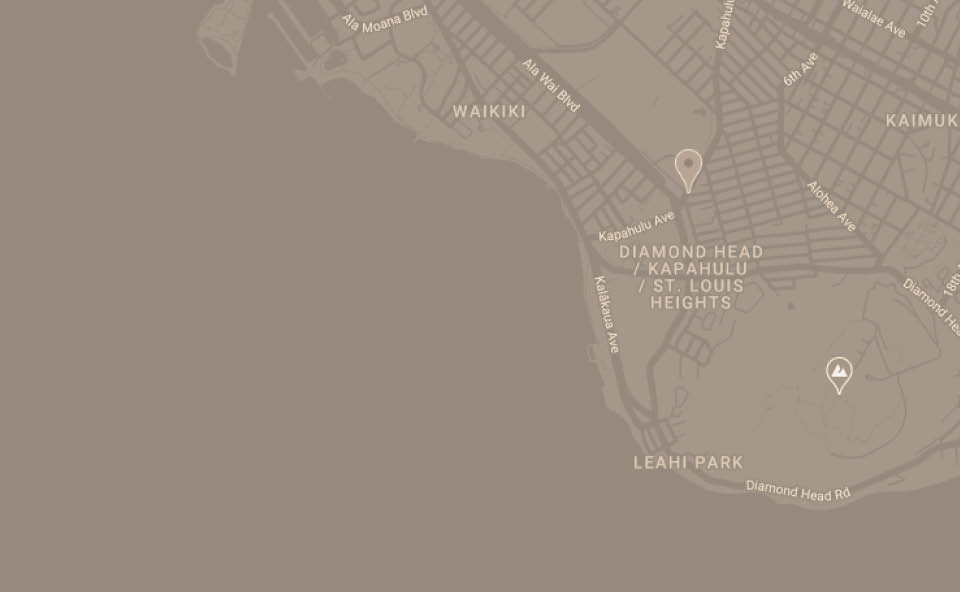 Ala Moana Blvd
Kapahulu
Waialae Ave
10th
Ala Wai Blvd
6th Ave
WAIKIKI
KAIMUK
Alohea Ave
Kapahulu Ave
DIAMOND HEAD
/ KAPAHULU
/ ST. LOUIS
HEIGHTS
18th
Kalākaua Ave
Diamond Hea
LEAHI PARK
Diamond Head Rd